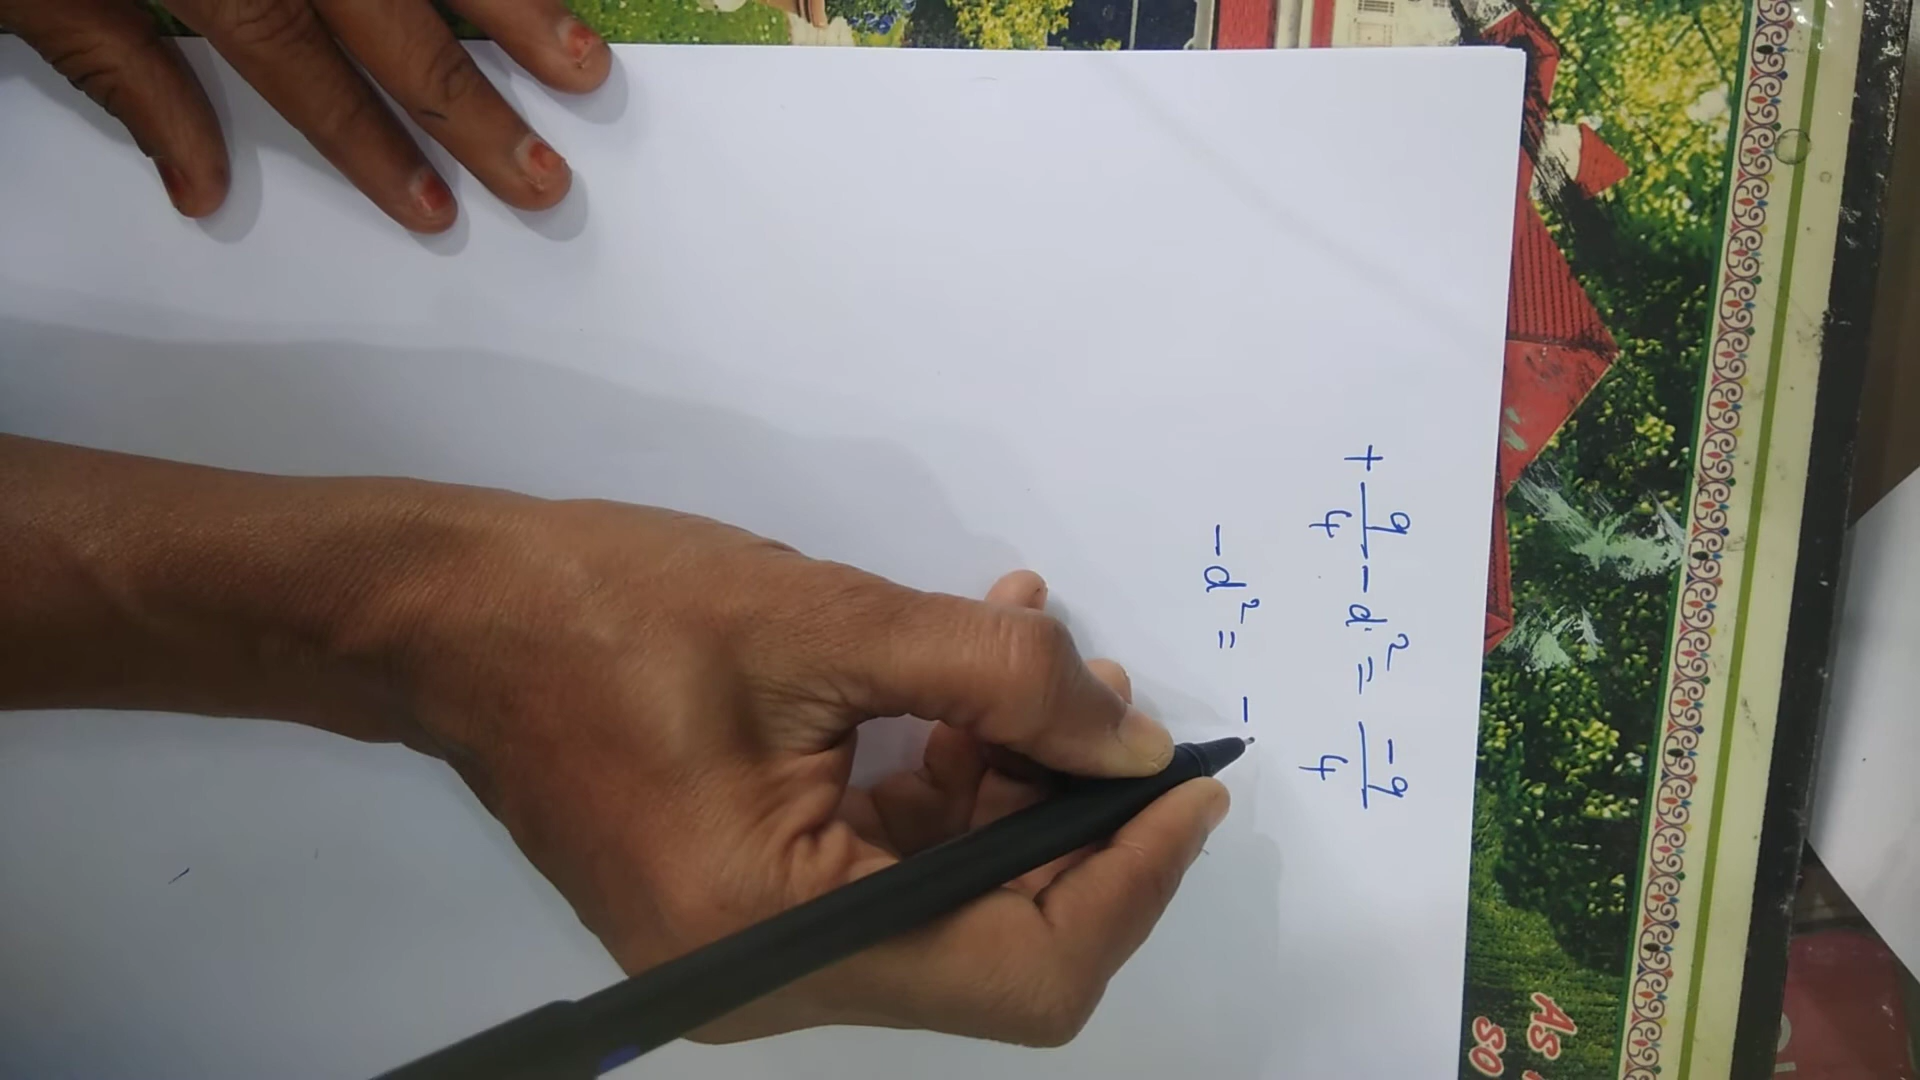 + 9/4 - d² = -9/4
-d² = -
As
so